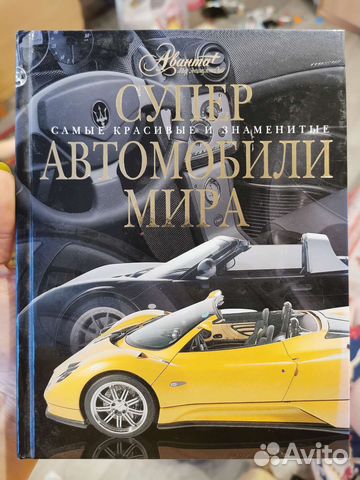 Аванта+
СУПЕР
САМЫЕ КРАСИВЫЕ И ЗНАМЕНИТЫЕ
АВТОМОБИЛИ
МИРА
Avito